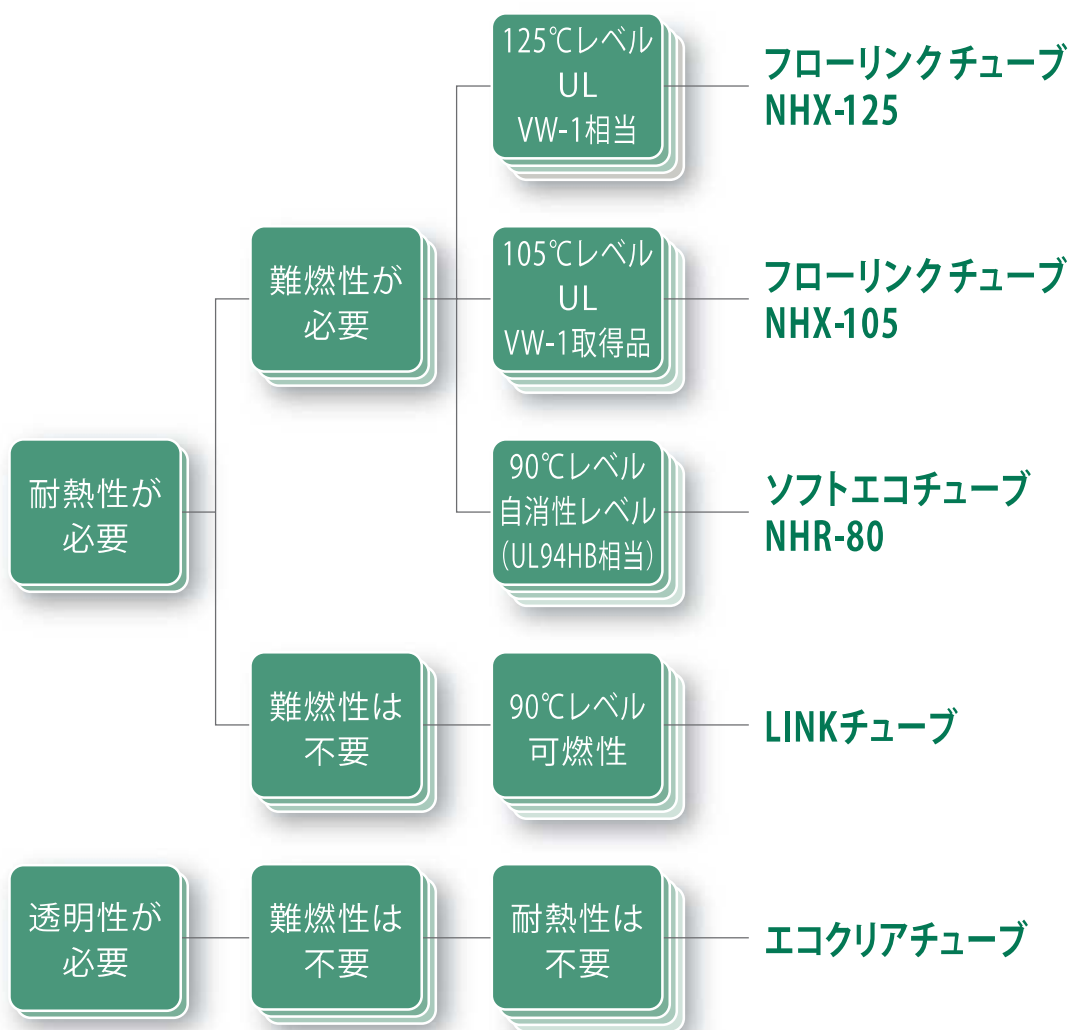 125℃レベル
UL
VW-1相当
フローリンクチューブ
NHX-125
難燃性が
必要
105℃レベル
UL
VW-1取得品
フローリンクチューブ
NHX-105
耐熱性が
必要
90℃レベル
自消性レベル
(UL94HB相当)
ソフトエコチューブ
NHR-80
難燃性は
不要
90℃レベル
可燃性
LINKチューブ
透明性が
必要
難燃性は
不要
耐熱性は
不要
エコクリアチューブ